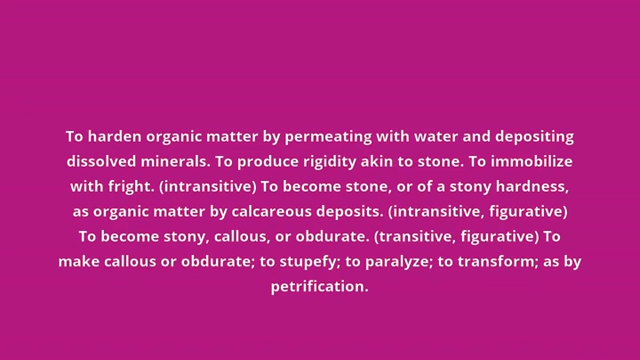 To harden organic matter by permeating with water and depositing
dissolved minerals. To produce rigidity akin to stone. To immobilize
with fright. (intransitive) To become stone, or of a stony hardness,
as organic matter by calcareous deposits. (intransitive, figurative)
To become stony, callous, or obdurate. (transitive, figurative) To
make callous or obdurate; to stupefy; to paralyze; to transform; as by
petrification.